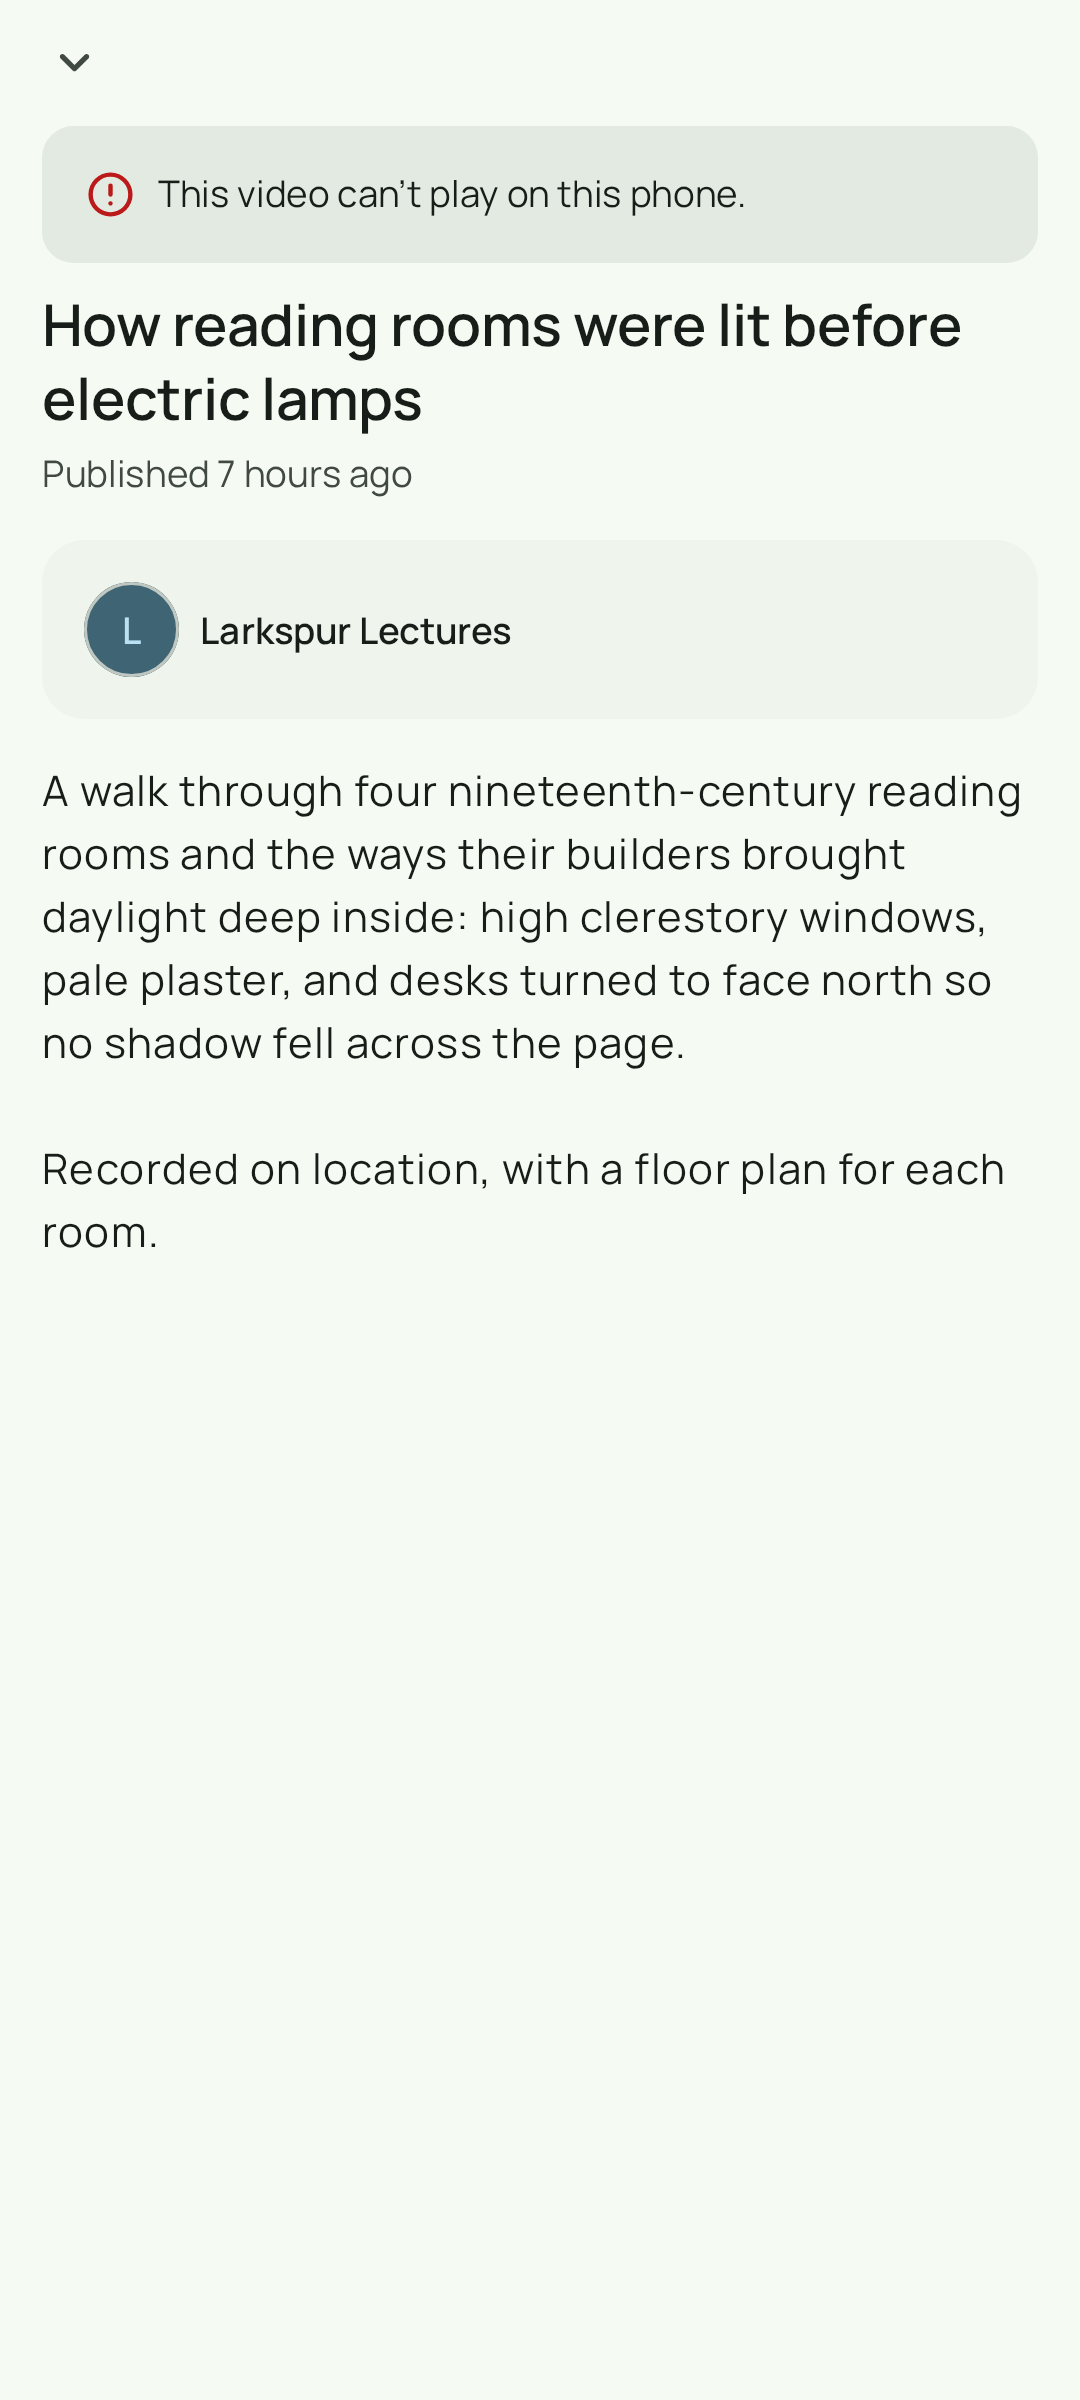 This video can’t play on this phone.
How reading rooms were lit before
electric lamps
Published 7 hours ago
L
Larkspur Lectures
A walk through four nineteenth-century reading
rooms and the ways their builders brought
daylight deep inside: high clerestory windows,
pale plaster, and desks turned to face north so
no shadow fell across the page.
Recorded on location, with a floor plan for each
room.